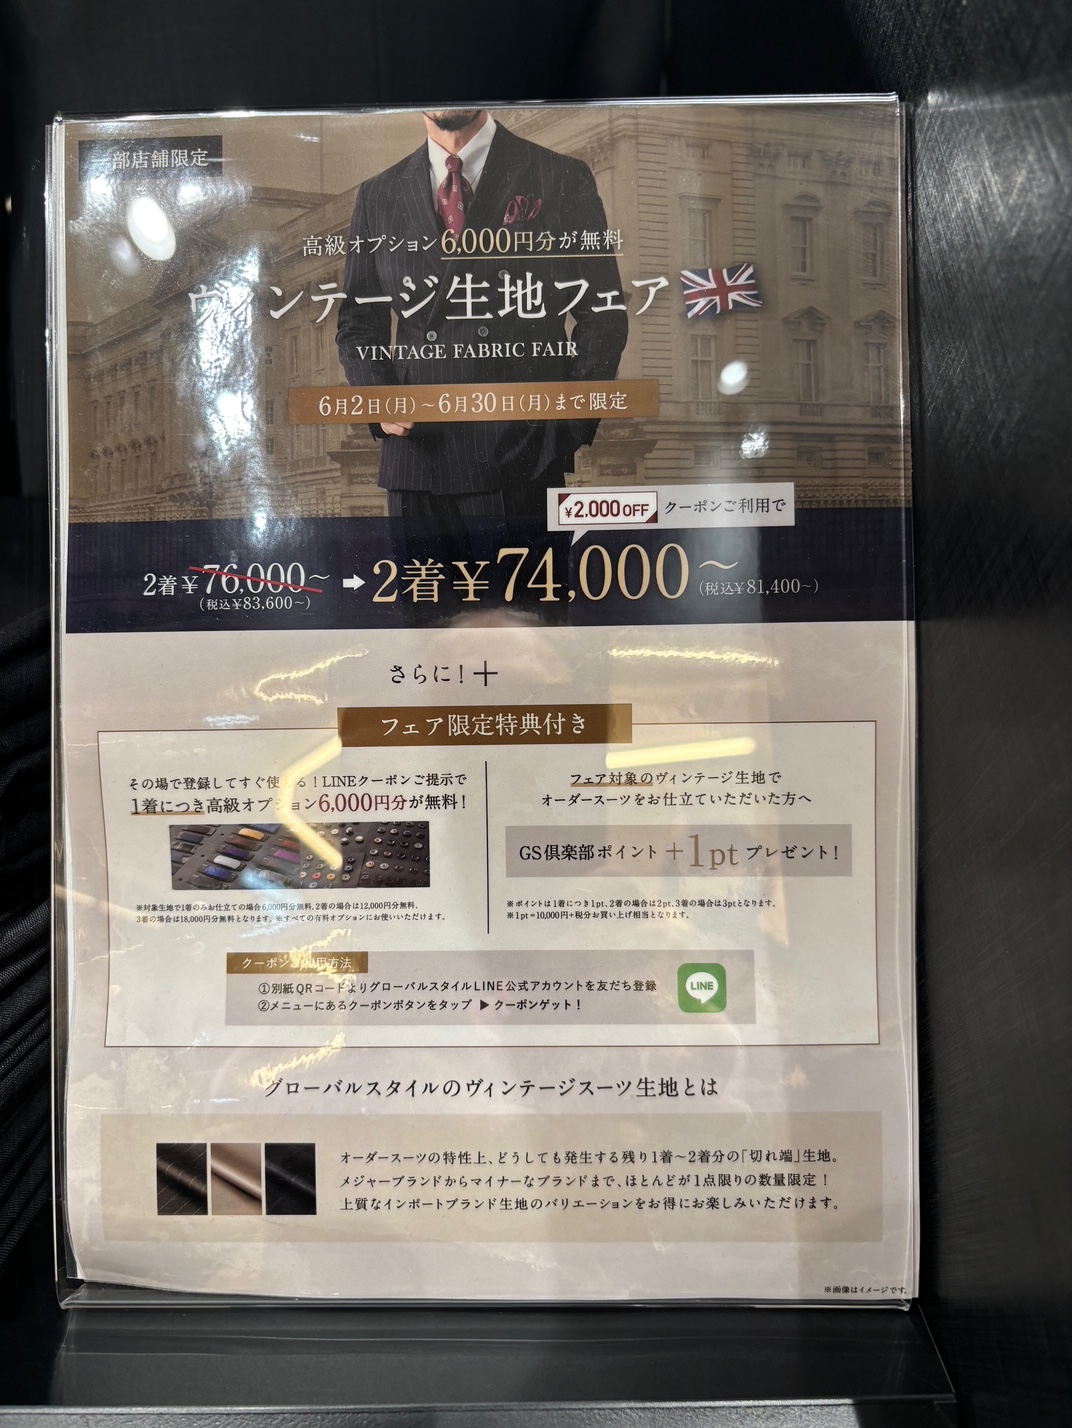 一部店舗限定
高級オプション6,000円分が無料
ヴィンテージ生地フェア
VINTAGE FABRIC FAIR
6月2日(月)~6月30日(月)まで限定
¥2,000OFF クーポンご利用で
2着¥76,000~ ➡ 2着¥74,000~
(税込¥83,600~) (税込¥81,400~)
さらに!＋
フェア限定特典付き
その場で登録してすぐ使える!LINEクーポンご提示で
1着につき高級オプション6,000円分が無料!
※対象生地で1着のみお仕立ての場合6,000円分無料、2着の場合は12,000円分無料、
3着の場合は18,000円分無料となります。※すべての有料オプションにお使いいただけます。
フェア対象のヴィンテージ生地で
オーダースーツをお仕立ていただいた方へ
GS倶楽部ポイント +1pt プレゼント!
※ポイントは1着につき1pt、2着の場合は2pt、3着の場合は3ptとなります。
※1pt=10,000円+税分お買い上げ相当となります。
クーポンご利用方法
①別紙QRコードよりグローバルスタイルLINE公式アカウントを友だち登録
②メニューにあるクーポンボタンをタップ ▶クーポンゲット!
LINE
グローバルスタイルのヴィンテージスーツ生地とは
オーダースーツの特性上、どうしても発生する残り1着~2着分の「切れ端」生地。
メジャーブランドからマイナーなブランドまで、ほとんどが1点限りの数量限定!
上質なインポートブランド生地のバリエーションをお得にお楽しみいただけます。
※画像はイメージです。